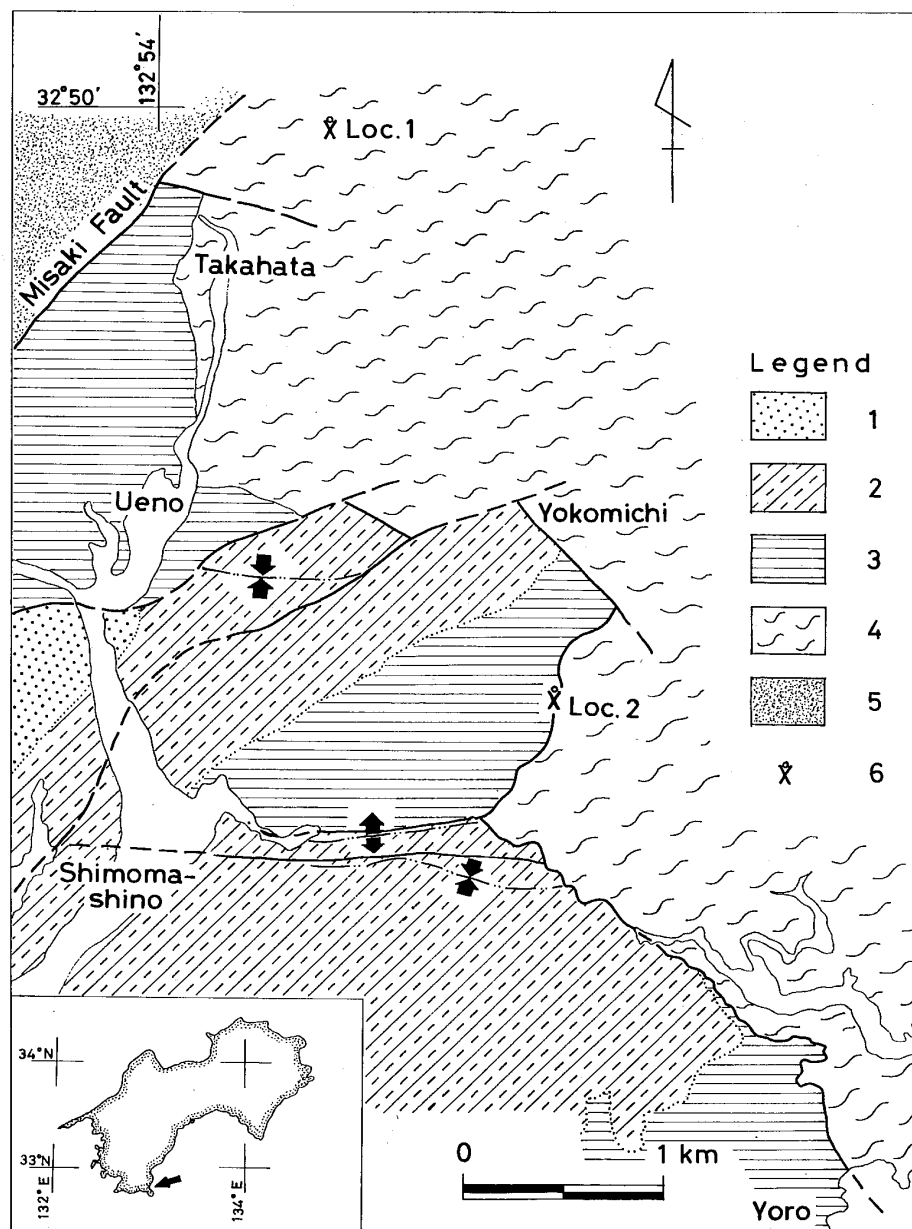 132°54′
32°50′
Loc.1
Misaki Fault
Takahata
Legend
1
2
3
4
5
6
Ueno
Yokomichi
Loc.2
Shimoma-
shino
34°N
33°N
132°E
134°E
0
1 km
Yoro